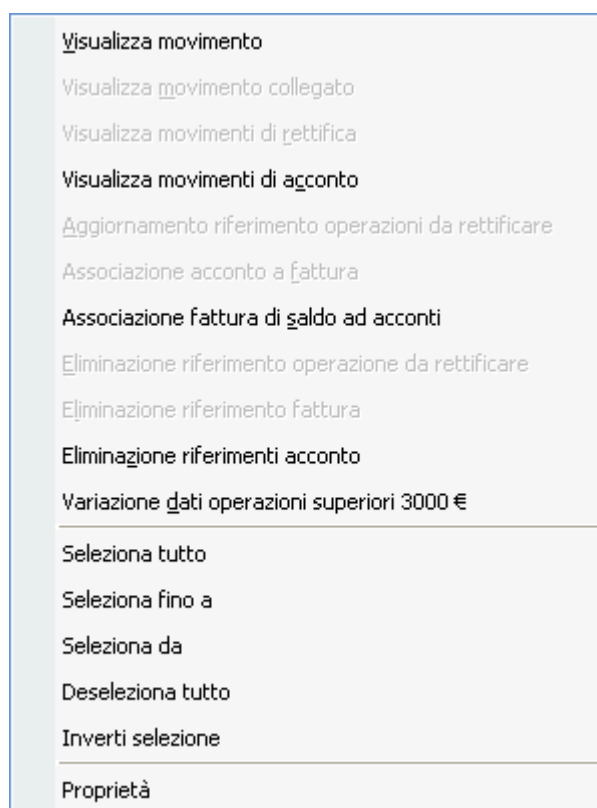 Visualizza movimento
Visualizza movimento collegato
Visualizza movimenti di rettifica
Visualizza movimenti di acconto
Aggiornamento riferimento operazioni da rettificare
Associazione acconto a fattura
Associazione fattura di saldo ad acconti
Eliminazione riferimento operazione da rettificare
Eliminazione riferimento fattura
Eliminazione riferimenti acconto
Variazione dati operazioni superiori 3000 €
Seleziona tutto
Seleziona fino a
Seleziona da
Deseleziona tutto
Inverti selezione
Proprietà